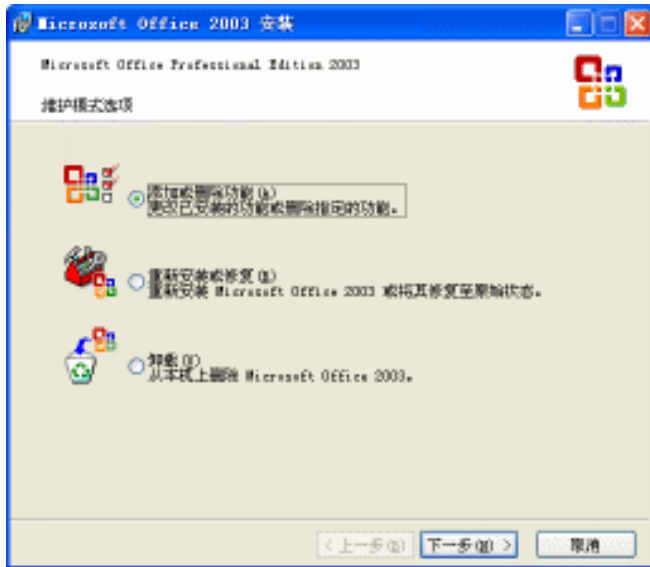 Microsoft Office 2003 安装
Microsoft Office Professional Edition 2003
维护模式选项
添加或删除功能(A)
更改已安装的功能或删除指定的功能。
重新安装或修复(R)
重新安装 Microsoft Office 2003 或将其修复至原始状态。
卸载(U)
从本机上删除 Microsoft Office 2003。
<上一步(B) 下一步(N) > 取消